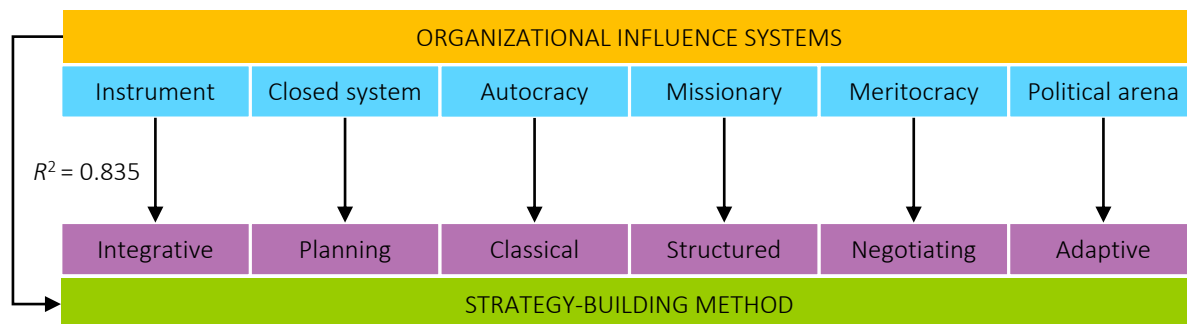 ORGANIZATIONAL INFLUENCE SYSTEMS
Instrument Closed system Autocracy Missionary Meritocracy Political arena
R² = 0.835
Integrative Planning Classical Structured Negotiating Adaptive
STRATEGY-BUILDING METHOD